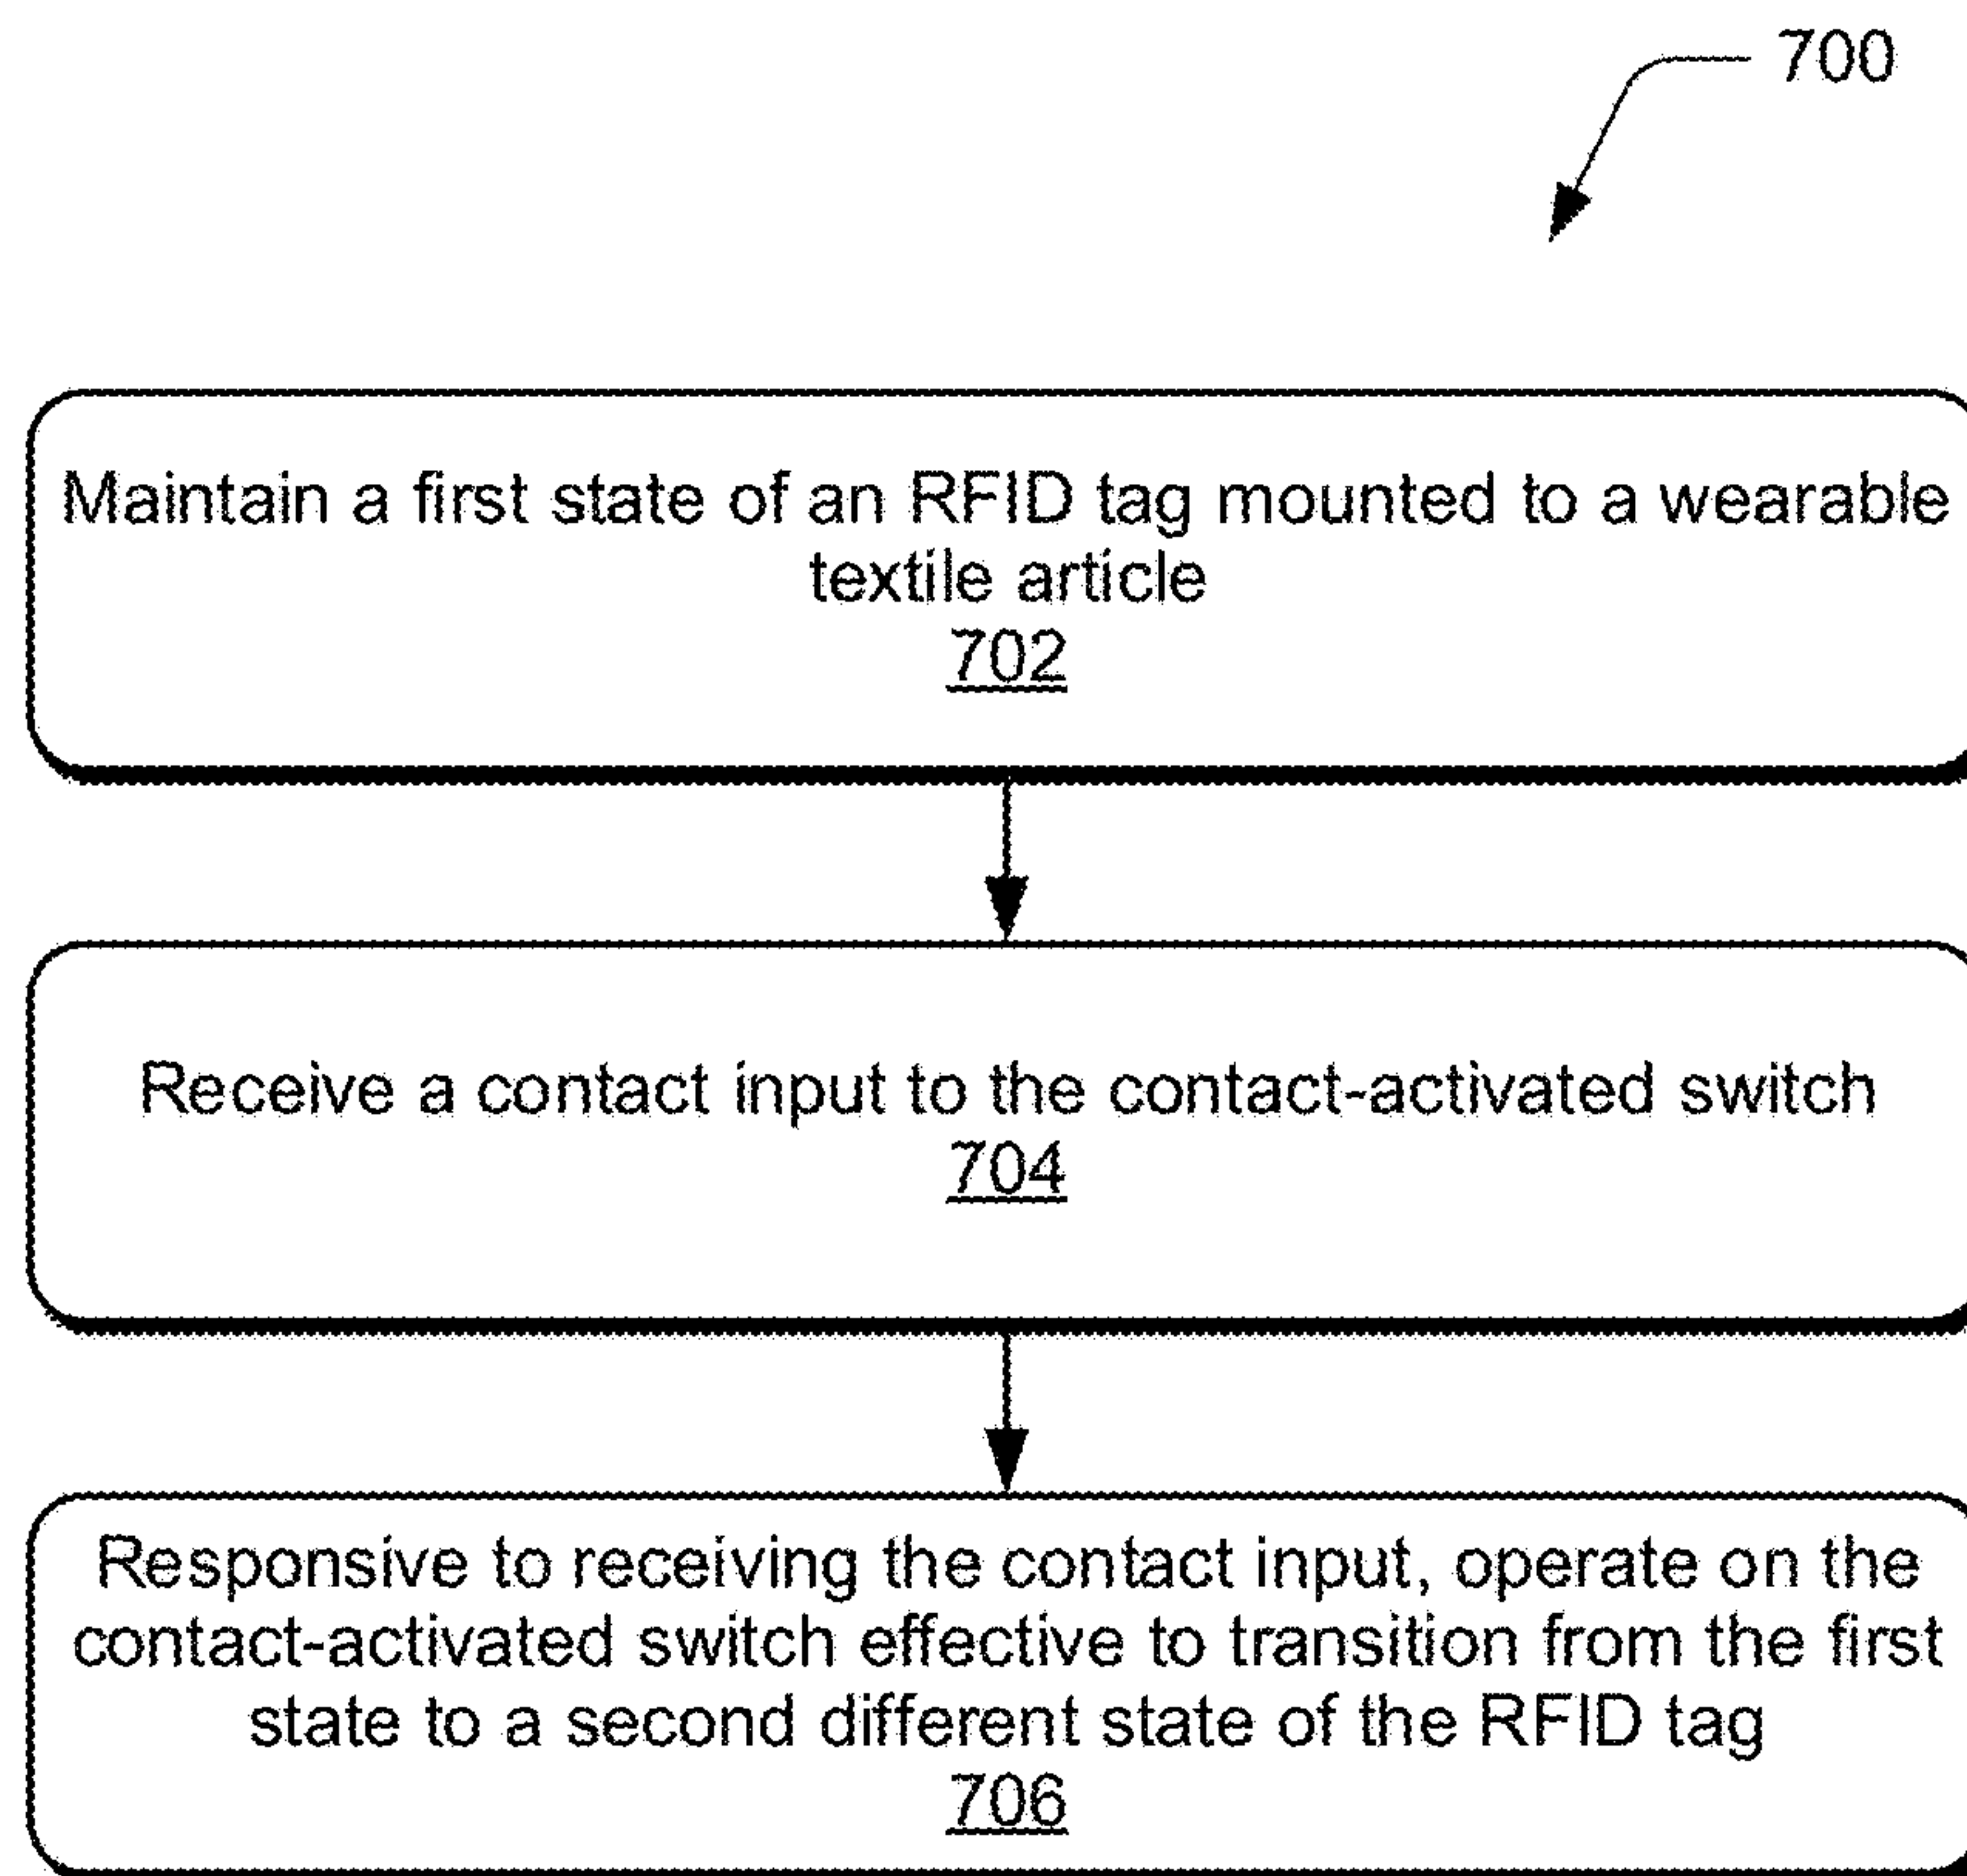 700
Maintain a first state of an RFID tag mounted to a wearable
textile article
702
Receive a contact input to the contact-activated switch
704
Responsive to receiving the contact input, operate on the
contact-activated switch effective to transition from the first
state to a second different state of the RFID tag
706